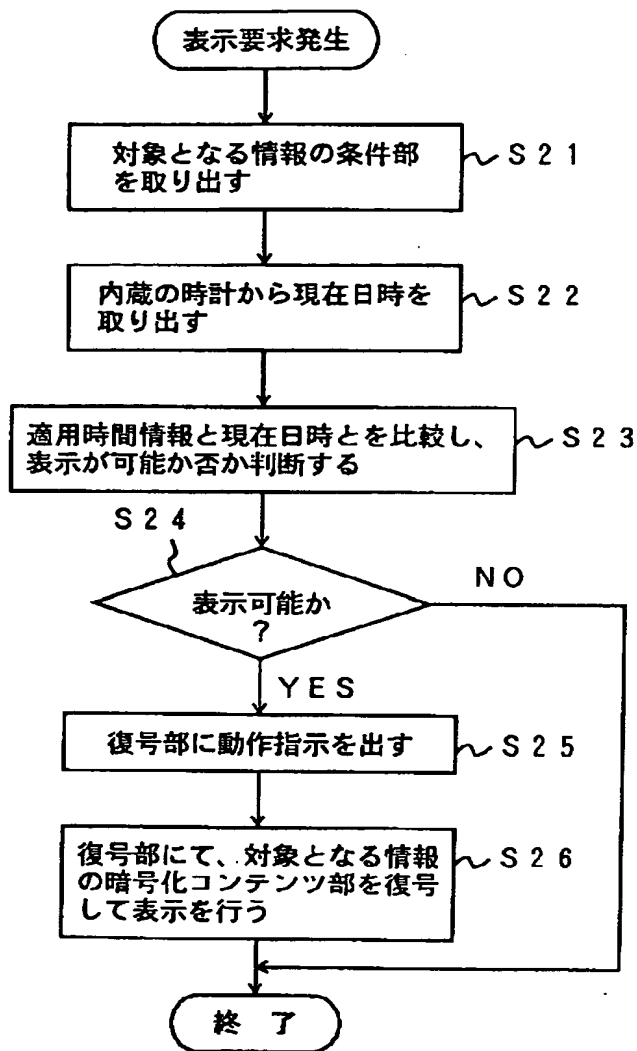 表示要求発生
対象となる情報の条件部
を取り出す
S21
内蔵の時計から現在日時を
取り出す
S22
適用時間情報と現在日時とを比較し、
表示が可能か否か判断する
S23
S24
表示可能か
?
NO
YES
復号部に動作指示を出す
S25
復号部にて、対象となる情報
の暗号化コンテンツ部を復号
して表示を行う
S26
終 了